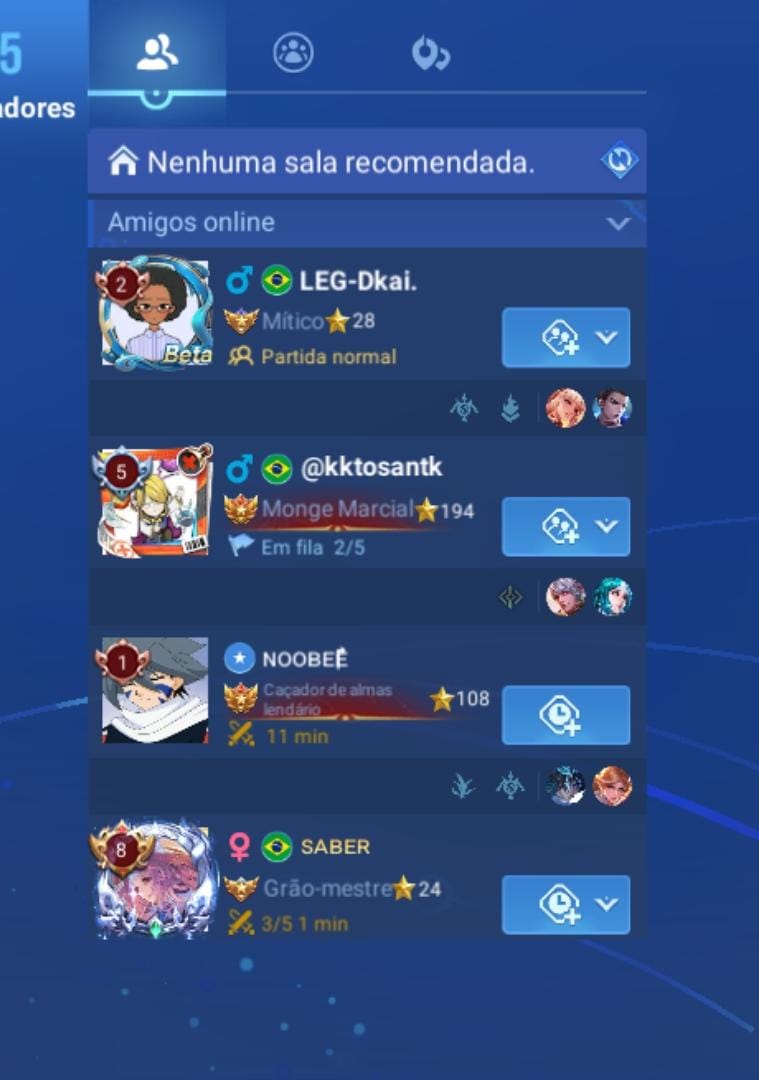 5
adores
Nenhuma sala recomendada.
Amigos online
2
LEG-Dkai.
Mítico 28
Beta
Partida normal
5
@kktosantk
Monge Marcial 194
Em fila 2/5
1
NOOBEÉ
Caçador de almas
lendário
108
11 min
8
SABER
Grão-mestre 24
3/5 1 min